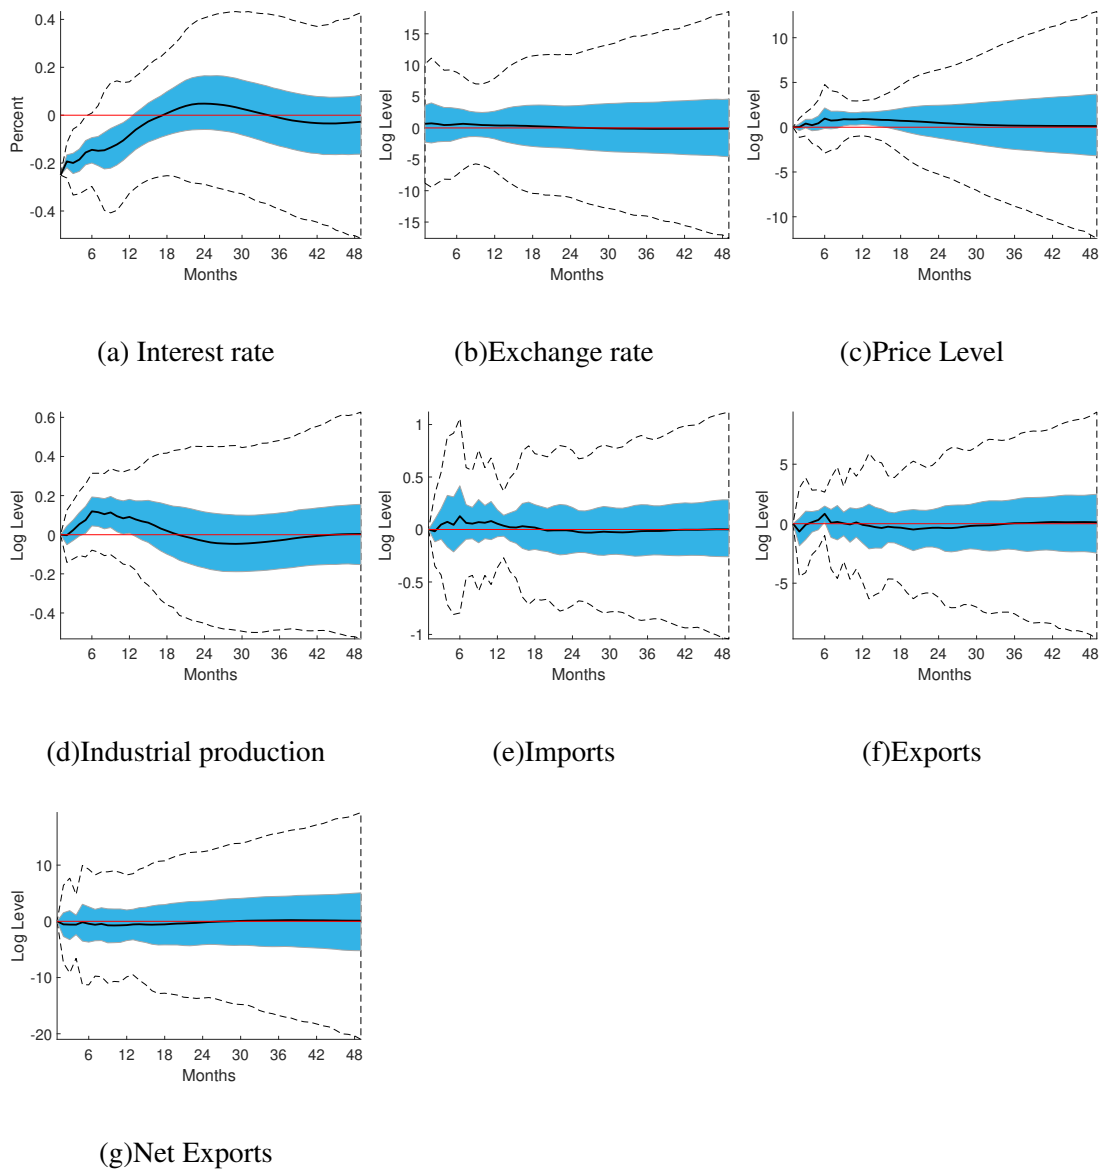 0.4
0.2
0
-0.2
-0.4
Percent
6 12 18 24 30 36 42 48
Months
(a) Interest rate
15
10
5
0
-5
-10
-15
Log Level
6 12 18 24 30 36 42 48
Months
(b)Exchange rate
10
5
0
-5
-10
Log Level
6 12 18 24 30 36 42 48
Months
(c)Price Level
0.6
0.4
0.2
0
-0.2
-0.4
Log Level
6 12 18 24 30 36 42 48
Months
(d)Industrial production
1
0.5
0
-0.5
-1
Log Level
6 12 18 24 30 36 42 48
Months
(e)Imports
5
0
-5
Log Level
6 12 18 24 30 36 42 48
Months
(f)Exports
10
0
-10
-20
Log Level
6 12 18 24 30 36 42 48
Months
(g)Net Exports